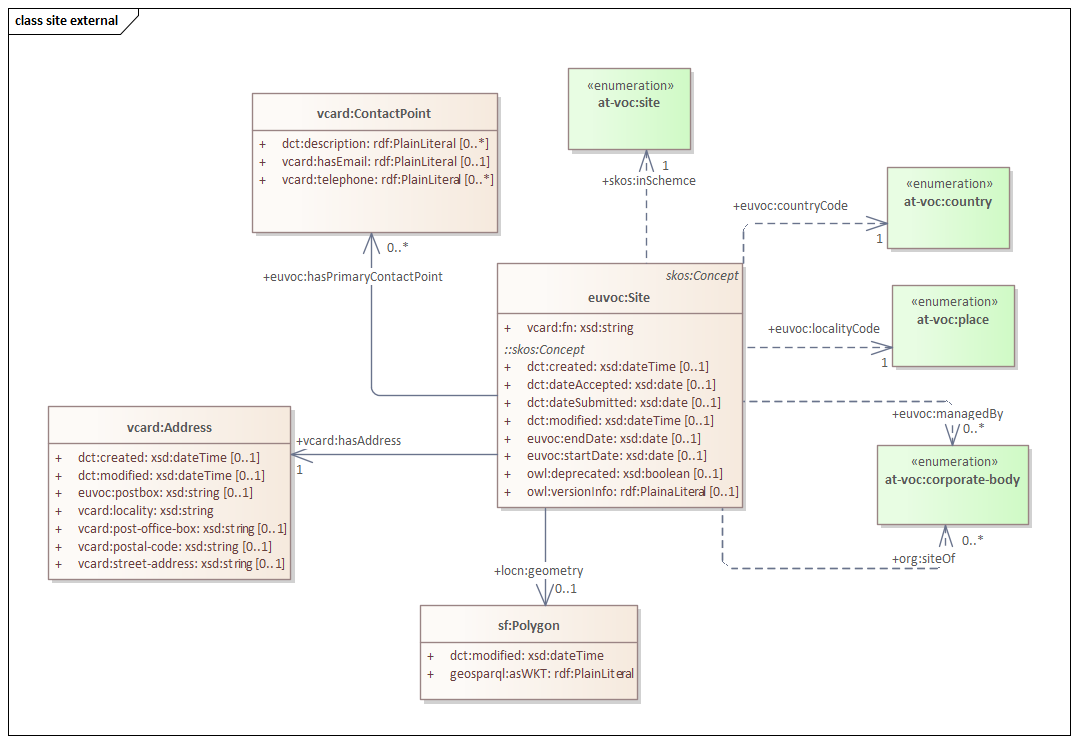 class site external
«enumeration»
at-voc:site
1
+skos:inSchemce
vcard:ContactPoint
+ dct:description: rdf:PlainLiteral [0..*]
+ vcard:hasEmail: rdf:PlainLiteral [0..1]
+ vcard:telephone: rdf:PlainLiteral [0..*]
0..*
+euvoc:hasPrimaryContactPoint
«enumeration»
at-voc:country
+euvoc:countryCode
1
skos:Concept
euvoc:Site
+ vcard:fn: xsd:string
::skos:Concept
+ dct:created: xsd:dateTime [0..1]
+ dct:dateAccepted: xsd:date [0..1]
+ dct:dateSubmitted: xsd:date [0..1]
+ dct:modified: xsd:dateTime [0..1]
+ euvoc:endDate: xsd:date [0..1]
+ euvoc:startDate: xsd:date [0..1]
+ owl:deprecated: xsd:boolean [0..1]
+ owl:versionInfo: rdf:PlainaLiteral [0..1]
«enumeration»
at-voc:place
+euvoc:localityCode
1
+euvoc:managedBy
0..*
«enumeration»
at-voc:corporate-body
0..*
+org:siteOf
vcard:Address
+ dct:created: xsd:dateTime [0..1]
+ dct:modified: xsd:dateTime [0..1]
+ euvoc:postbox: xsd:string [0..1]
+ vcard:locality: xsd:string
+ vcard:post-office-box: xsd:string [0..1]
+ vcard:postal-code: xsd:string [0..1]
+ vcard:street-address: xsd:string [0..1]
+vcard:hasAddress
1
+locn:geometry
0..1
sf:Polygon
+ dct:modified: xsd:dateTime
+ geosparql:asWKT: rdf:PlainLiteral